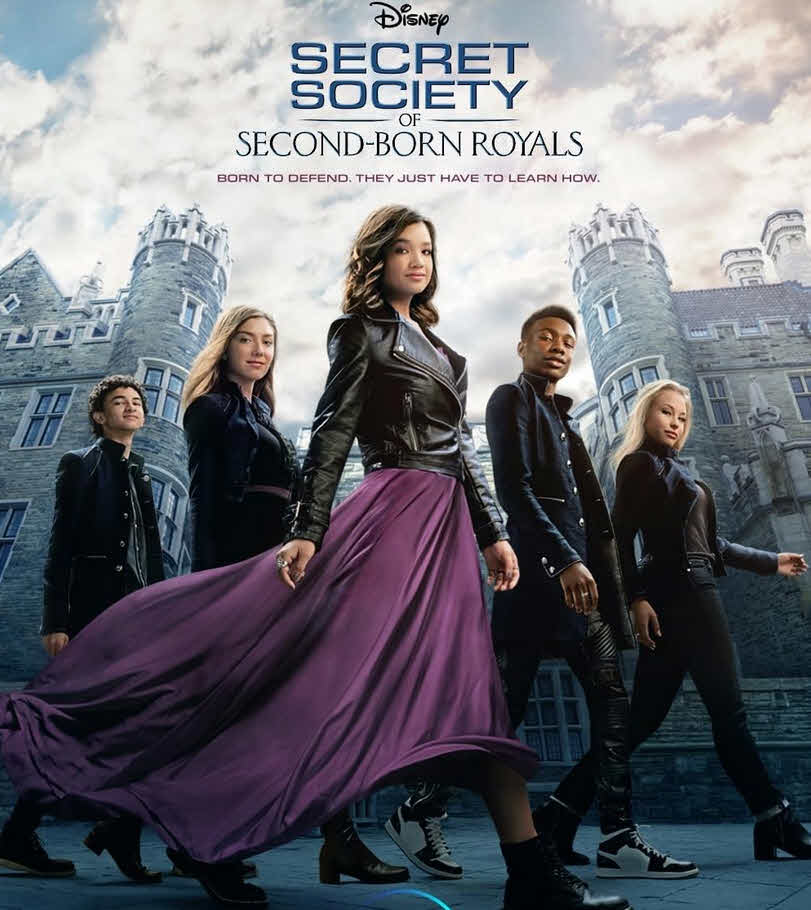 Disney
SECRET
SOCIETY
OF
SECOND-BORN ROYALS
BORN TO DEFEND. THEY JUST HAVE TO LEARN HOW.